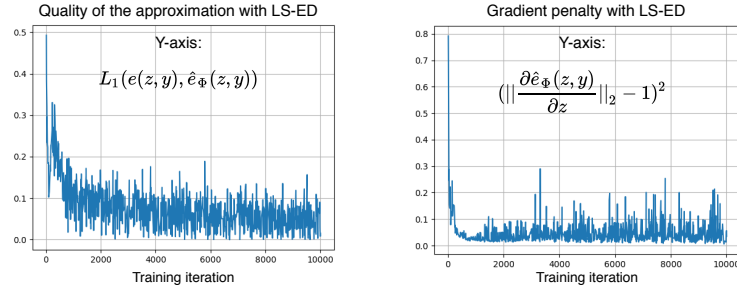 Quality of the approximation with LS-ED
Y-axis:
L₁(e(z, y), ê_Φ(z, y))
0.5
0.4
0.3
0.2
0.1
0.0
0 2000 4000 6000 8000 10000
Training iteration
Gradient penalty with LS-ED
Y-axis:
(||∂ê_Φ(z, y)/∂z||₂ − 1)²
0.8
0.7
0.6
0.5
0.4
0.3
0.2
0.1
0.0
0 2000 4000 6000 8000 10000
Training iteration